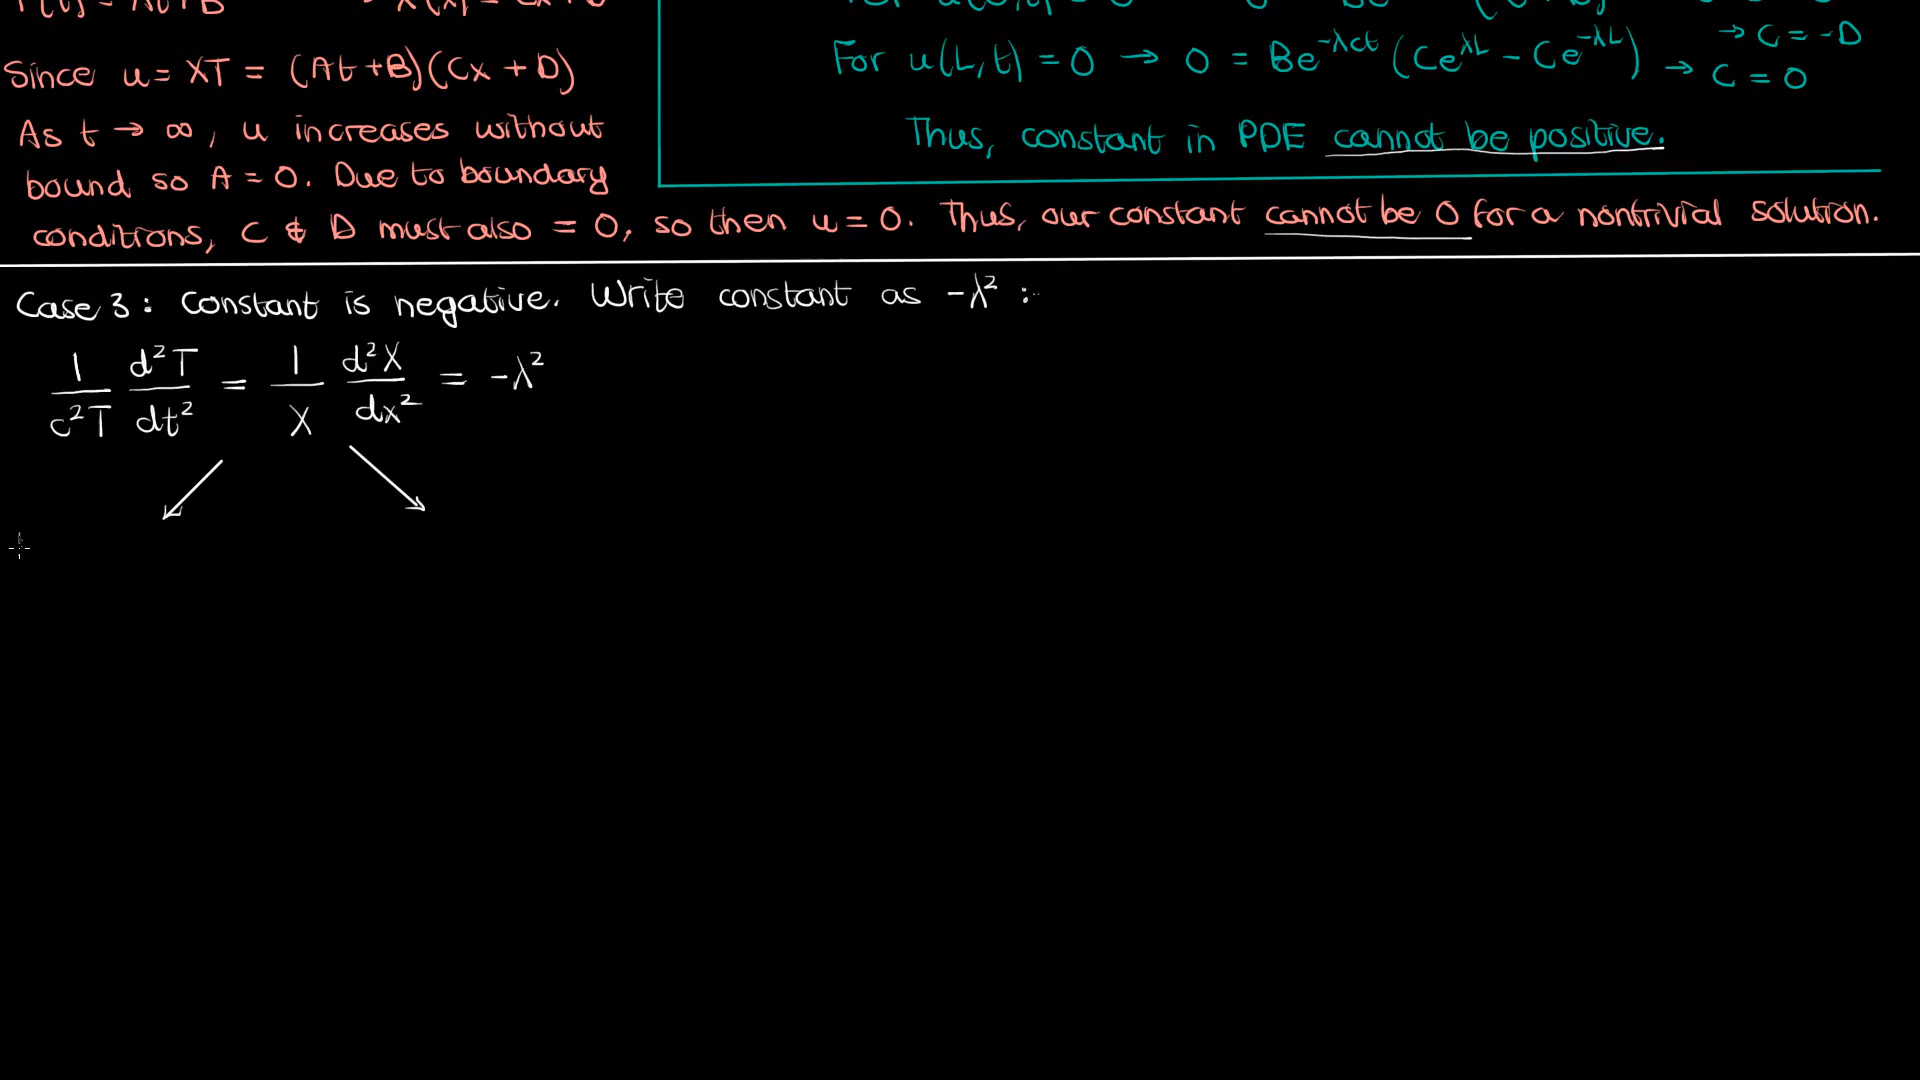 Since u = XT = (At + B)(Cx + D)
As t → ∞, u increases without
bound so A = 0. Due to boundary
conditions, C & D must also = 0, so then u = 0. Thus, our constant cannot be 0 for a nontrivial solution.
→ C = -D
For u(L,t) = 0 → 0 = Be^{-λct} (Ce^{λL} - Ce^{-λL}) → C = 0
Thus, constant in PDE cannot be positive.
Case 3: Constant is negative. Write constant as -λ² :
1/(c²T) d²T/dt² = 1/X d²X/dx² = -λ²